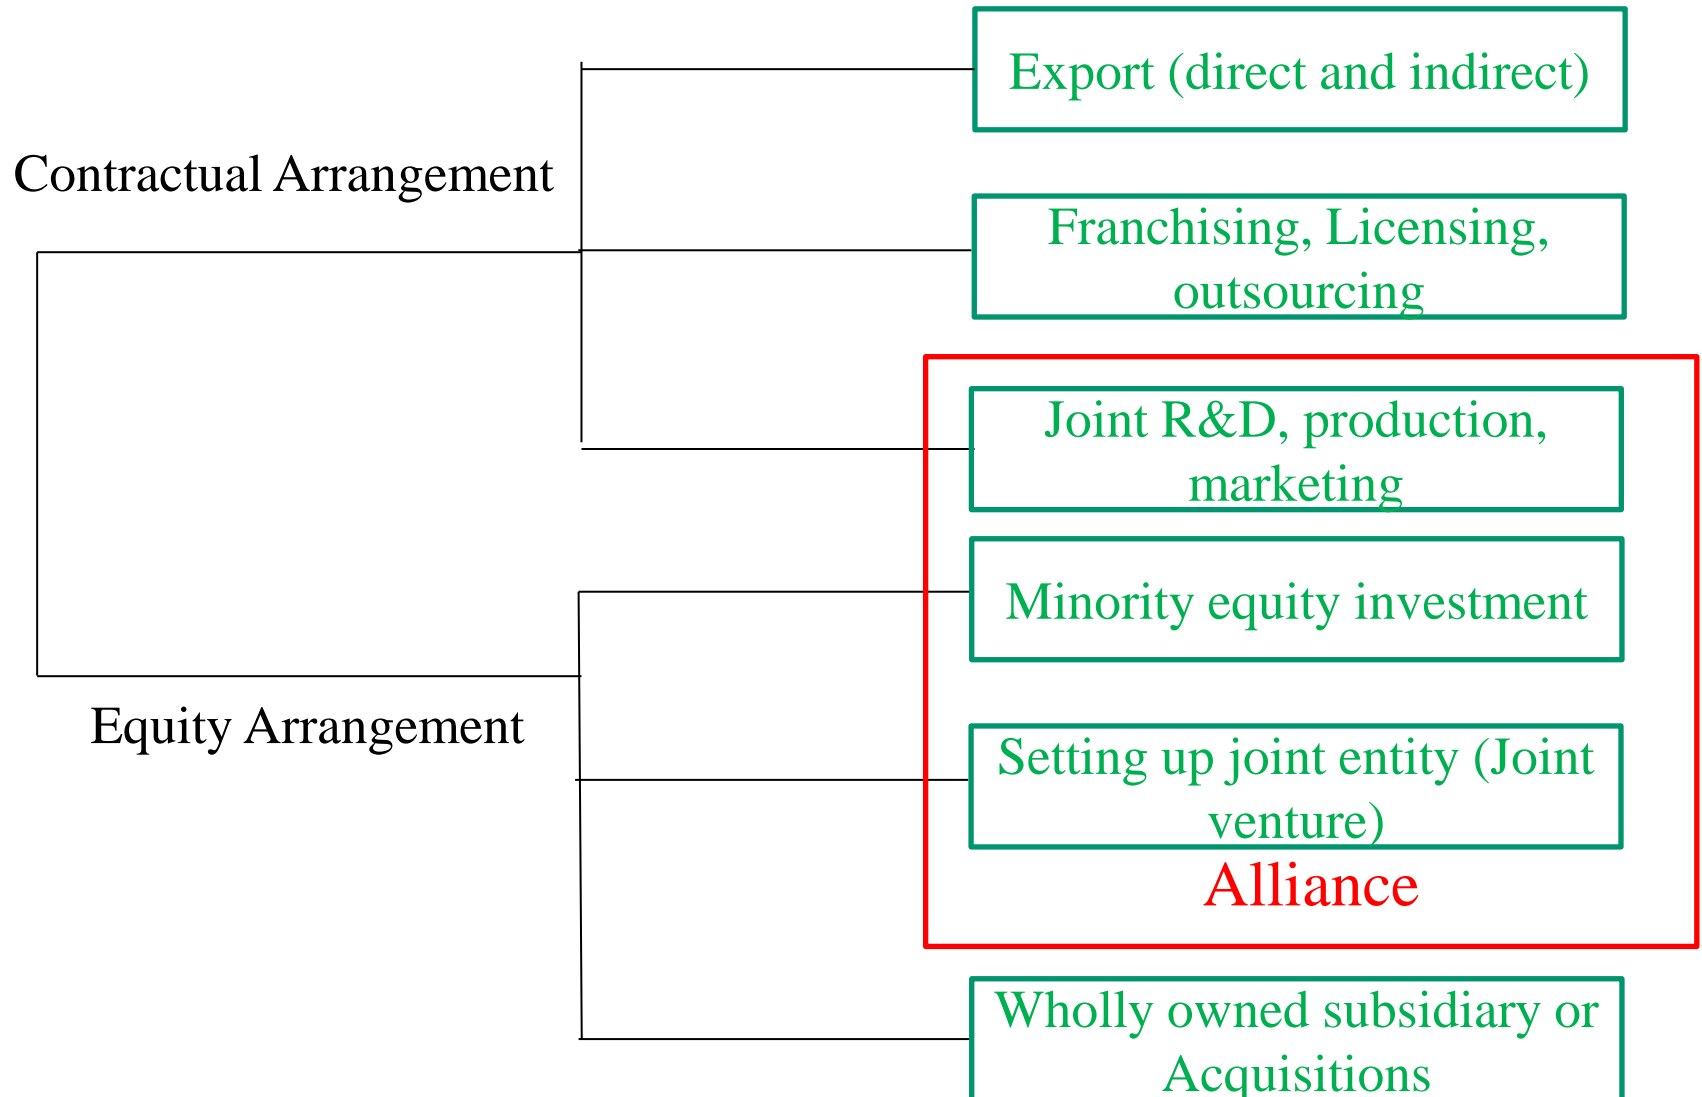 Export (direct and indirect)
Contractual Arrangement
Franchising, Licensing,
outsourcing
Joint R&D, production,
marketing
Minority equity investment
Equity Arrangement
Setting up joint entity (Joint
venture)
Alliance
Wholly owned subsidiary or
Acquisitions